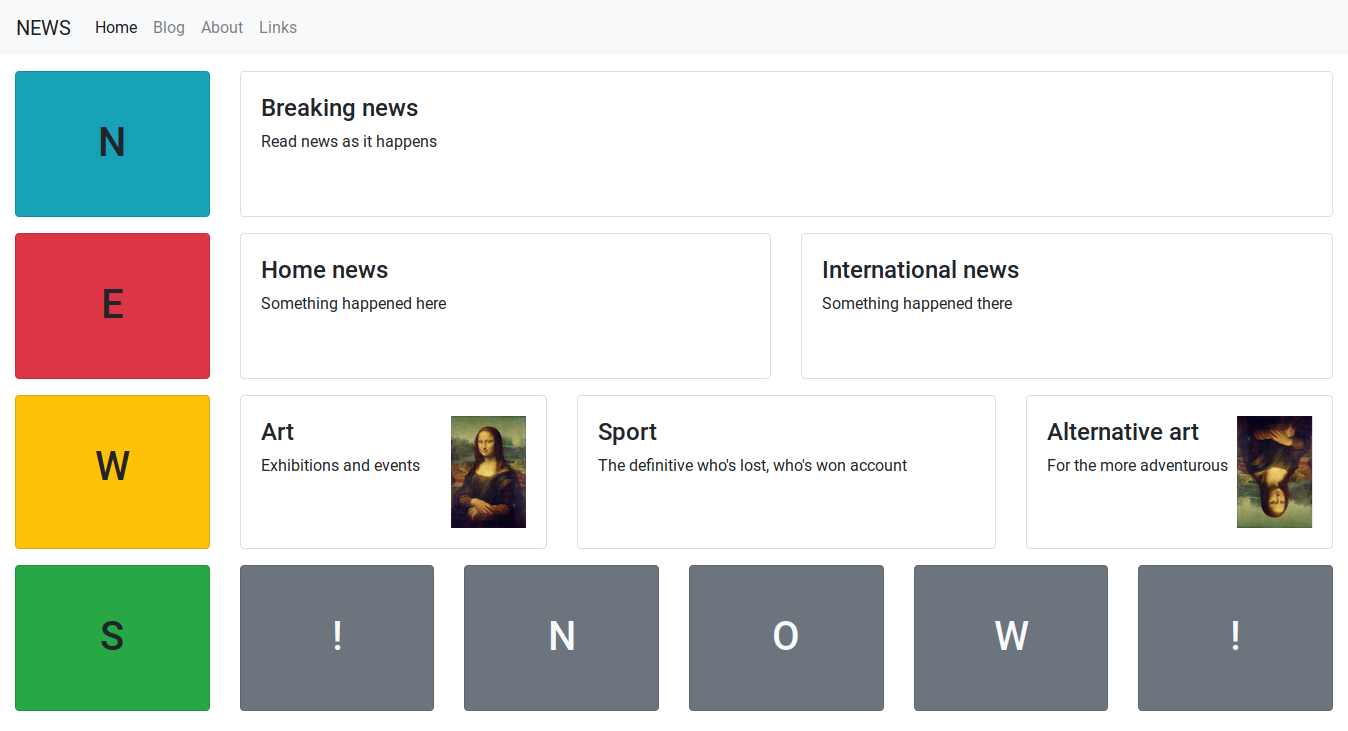 NEWS Home Blog About Links
N
Breaking news
Read news as it happens
E
Home news
Something happened here
International news
Something happened there
W
Art
Exhibitions and events
Sport
The definitive who's lost, who's won account
Alternative art
For the more adventurous
S ! N O W !